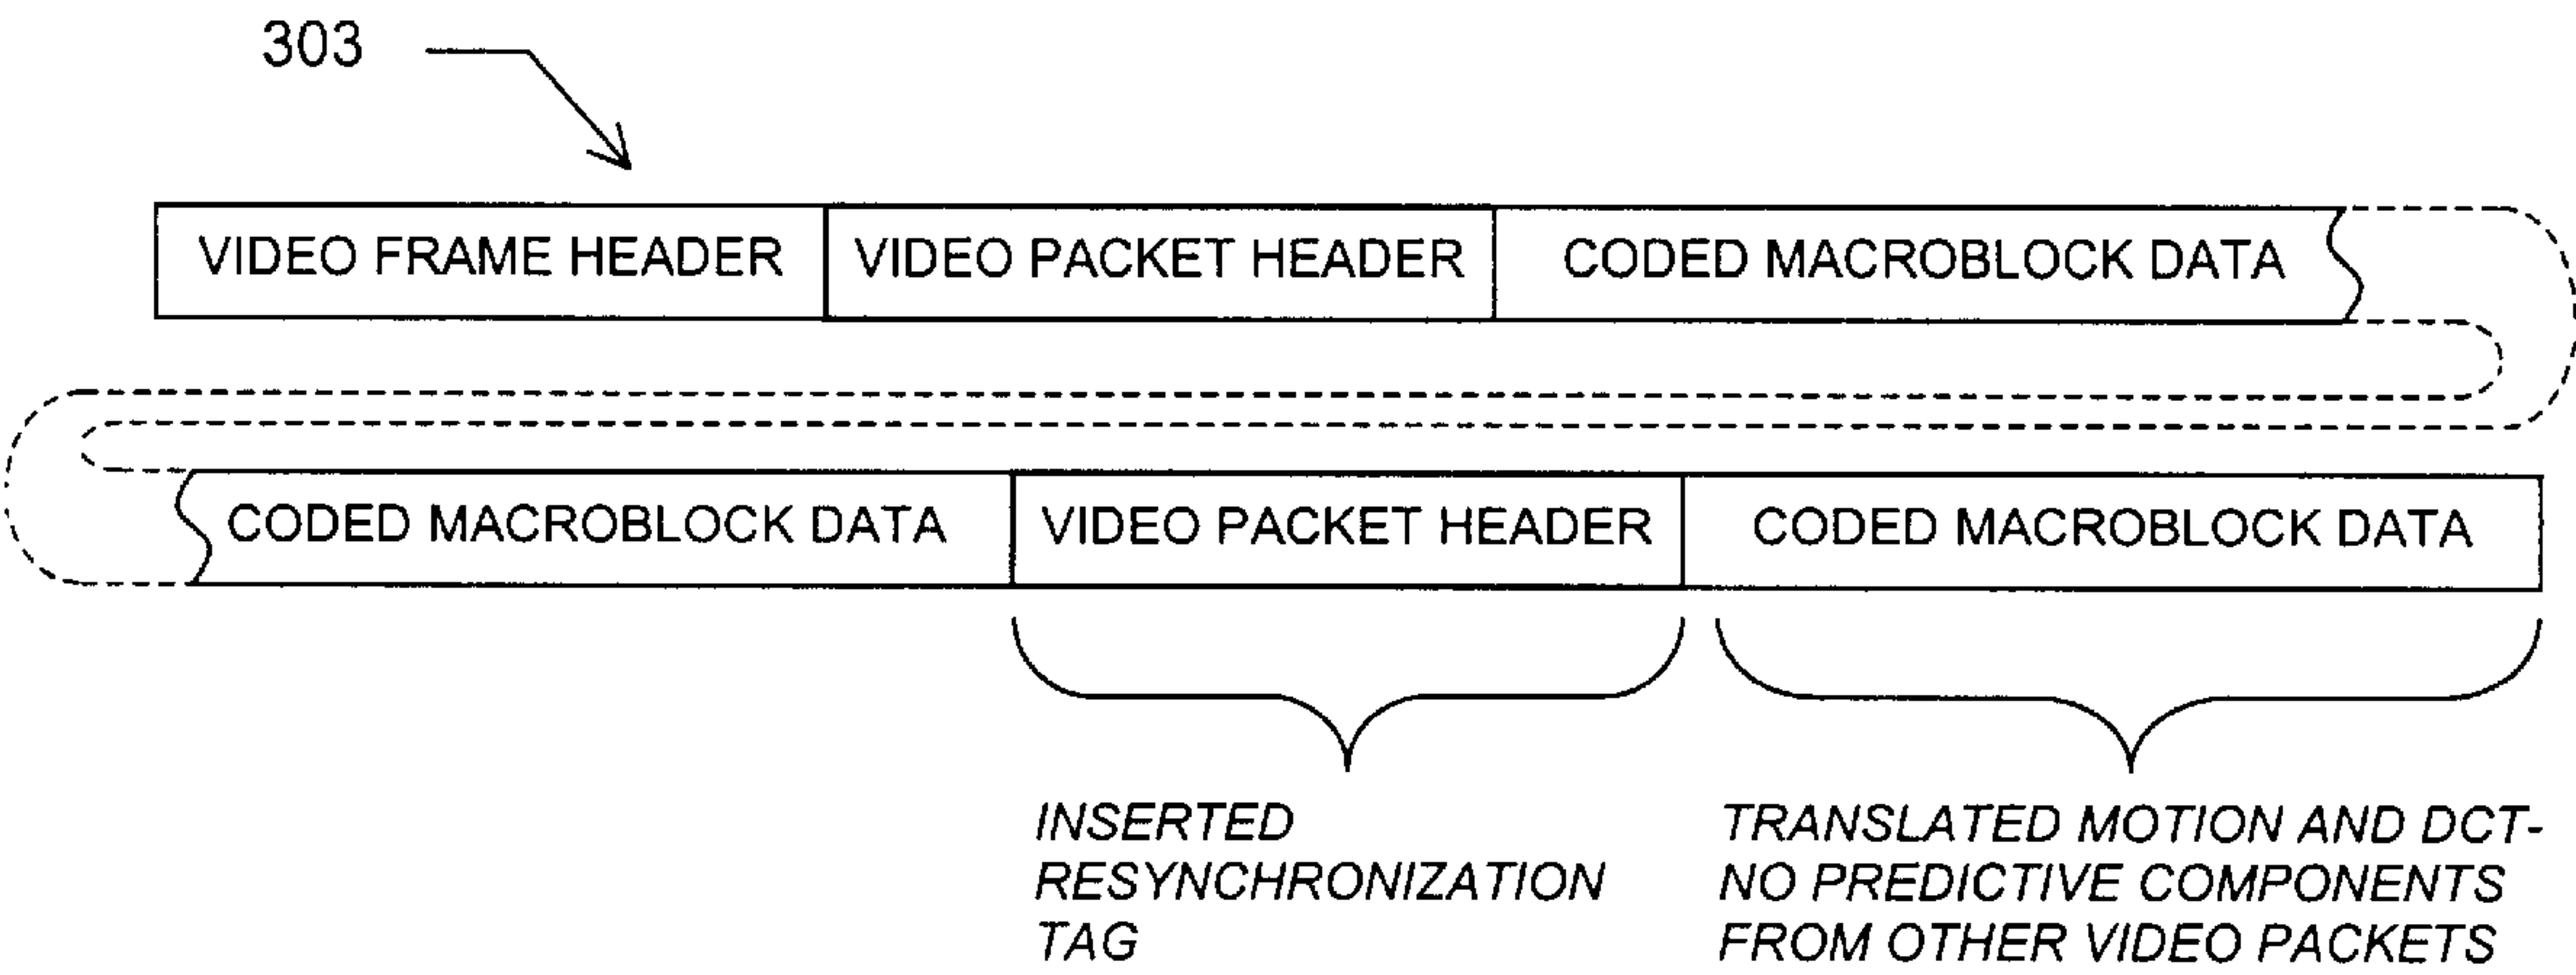 303
VIDEO FRAME HEADER
VIDEO PACKET HEADER
CODED MACROBLOCK DATA
CODED MACROBLOCK DATA
VIDEO PACKET HEADER
CODED MACROBLOCK DATA
INSERTED
RESYNCHRONIZATION
TAG
TRANSLATED MOTION AND DCT-
NO PREDICTIVE COMPONENTS
FROM OTHER VIDEO PACKETS